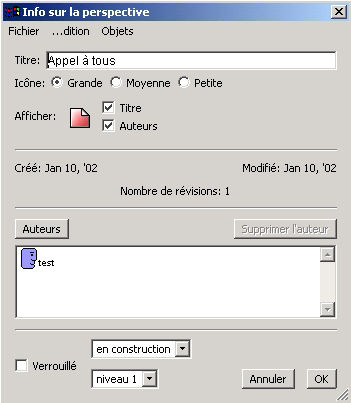 Info sur la perspective
Fichier ...dition Objets
Titre: Appel à tous
Icône: Grande Moyenne Petite
Afficher: Titre
Auteurs
Créé: Jan 10, '02 Modifié: Jan 10, '02
Nombre de révisions: 1
Auteurs Supprimer l'auteur
test
Verrouillé en construction
niveau 1 Annuler OK